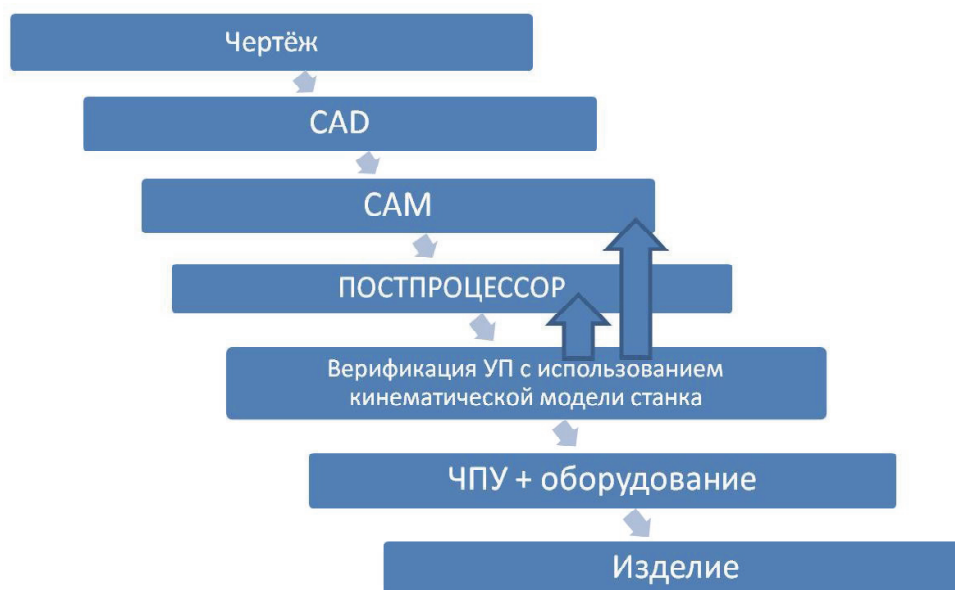 Чертёж
CAD
CAM
ПОСТПРОЦЕССОР
Верификация УП с использованием
кинематической модели станка
ЧПУ + оборудование
Изделие